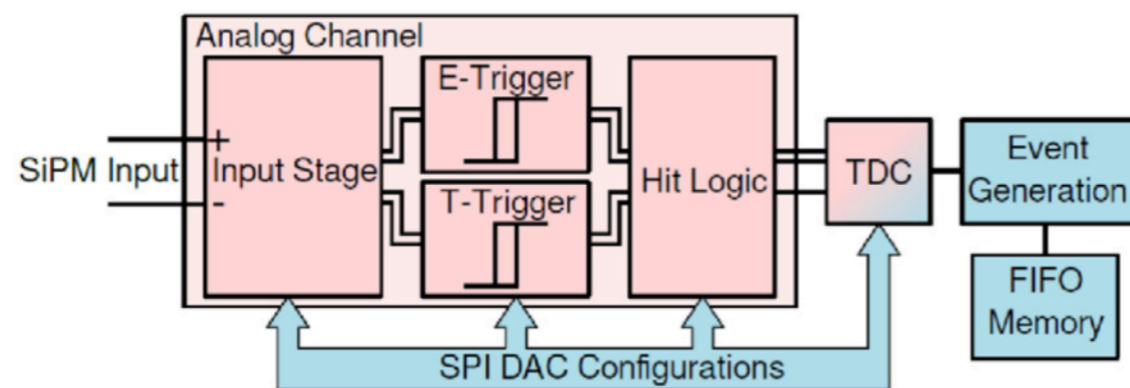 Analog Channel
SiPM Input
+
-
Input Stage
E-Trigger
T-Trigger
Hit Logic
TDC
Event
Generation
FIFO
Memory
SPI DAC Configurations